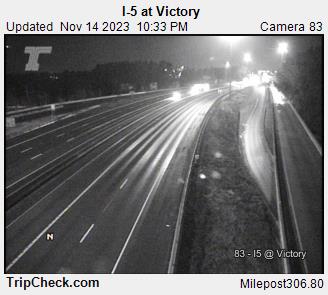 I-5 at Victory
Updated Nov 14 2023 10:33 PM Camera 83
T
N
83 - I5 @ Victory
TripCheck.com Milepost306.80